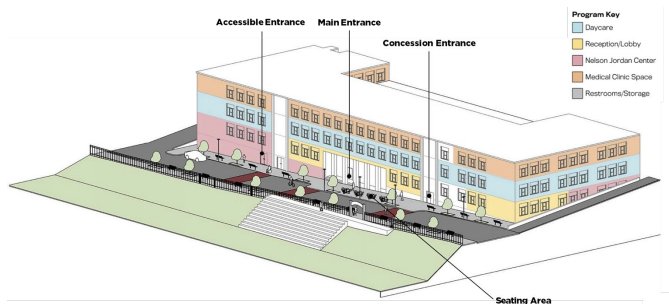 Accessible Entrance
Main Entrance
Concession Entrance
Program Key
Daycare
Reception/Lobby
Nelson Jordan Center
Medical Clinic Space
Restrooms/Storage
Seating Area